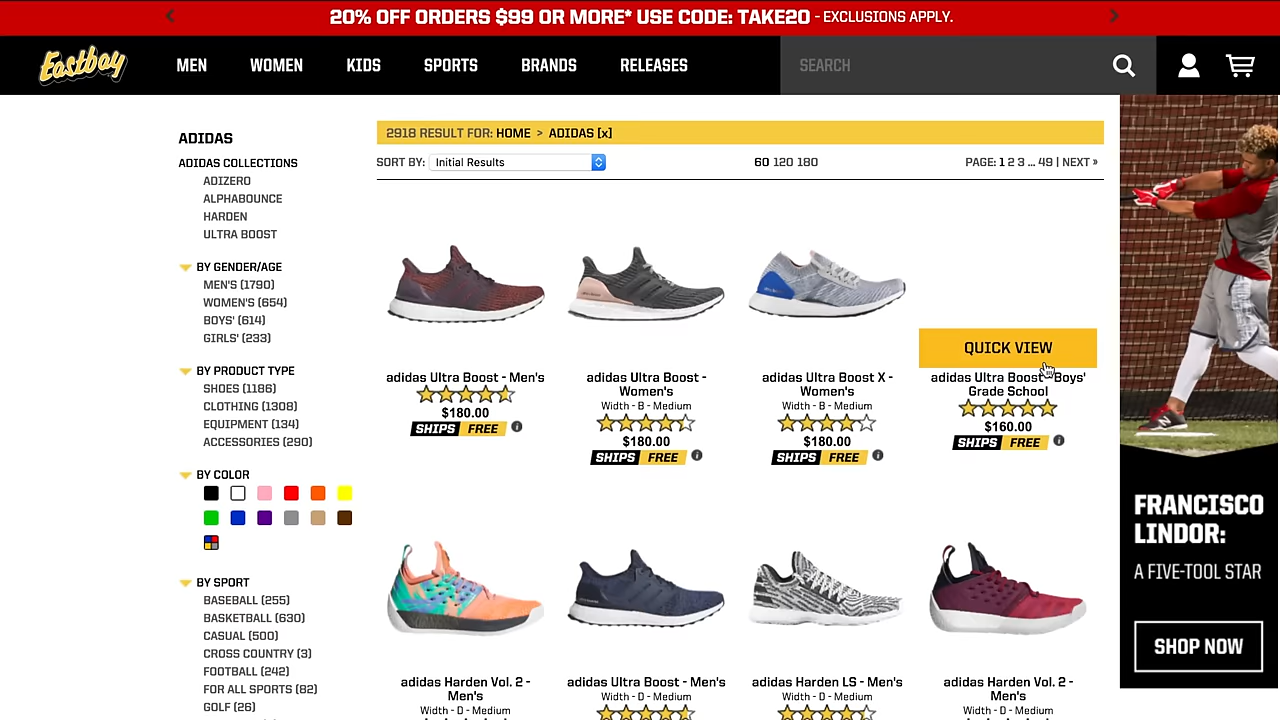 20% OFF ORDERS $99 OR MORE* USE CODE: TAKE20 - EXCLUSIONS APPLY.
Eastbay
MEN WOMEN KIDS SPORTS BRANDS RELEASES
SEARCH
ADIDAS
ADIDAS COLLECTIONS
ADIZERO
ALPHABOUNCE
HARDEN
ULTRA BOOST
BY GENDER/AGE
MEN'S (1790)
WOMEN'S (654)
BOYS' (614)
GIRLS' (233)
BY PRODUCT TYPE
SHOES (1186)
CLOTHING (1308)
EQUIPMENT (134)
ACCESSORIES (290)
BY COLOR
BY SPORT
BASEBALL (255)
BASKETBALL (630)
CASUAL (500)
CROSS COUNTRY (3)
FOOTBALL (242)
FOR ALL SPORTS (82)
GOLF (26)
2918 RESULT FOR: HOME > ADIDAS [x]
SORT BY: Initial Results
60 120 180
PAGE: 1 2 3 ... 49 | NEXT »
adidas Ultra Boost - Men's
$180.00
SHIPS FREE
adidas Ultra Boost -
Women's
Width - B - Medium
$180.00
SHIPS FREE
adidas Ultra Boost X -
Women's
Width - B - Medium
$180.00
SHIPS FREE
QUICK VIEW
adidas Ultra Boost - Boys'
Grade School
$160.00
SHIPS FREE
adidas Harden Vol. 2 -
Men's
Width - D - Medium
adidas Ultra Boost - Men's
Width - D - Medium
adidas Harden LS - Men's
Width - D - Medium
adidas Harden Vol. 2 -
Men's
Width - D - Medium
FRANCISCO
LINDOR:
A FIVE-TOOL STAR
SHOP NOW